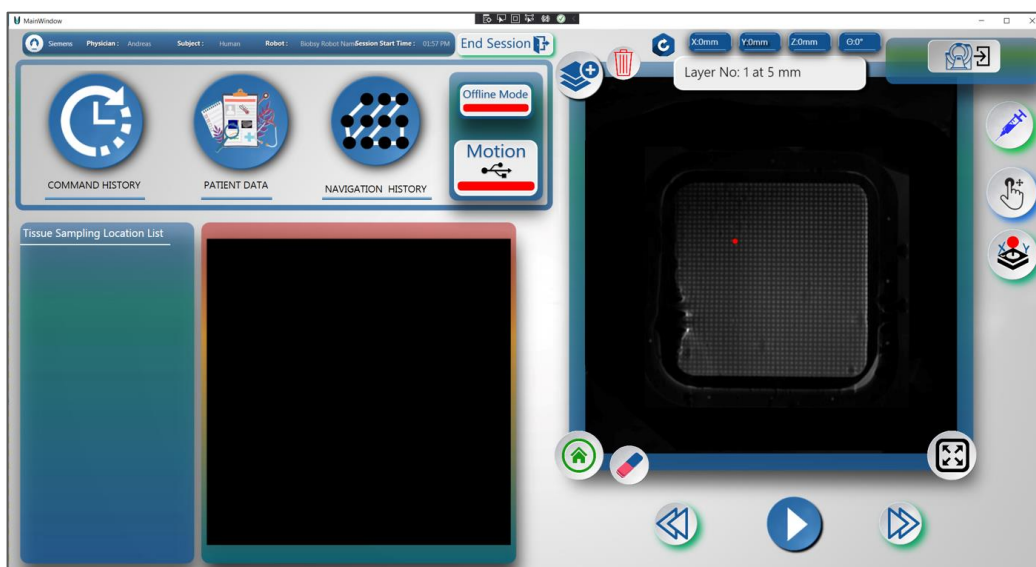 MainWindow
Siemens Physician : Andreas Subject : Human Robot : Biobsy Robot Nam Session Start Time : 01:57 PM End Session
X:0mm Y:0mm Z:0mm Θ:0°
Layer No: 1 at 5 mm
Offline Mode
Motion
COMMAND HISTORY PATIENT DATA NAVIGATION HISTORY
Tissue Sampling Location List
X Y